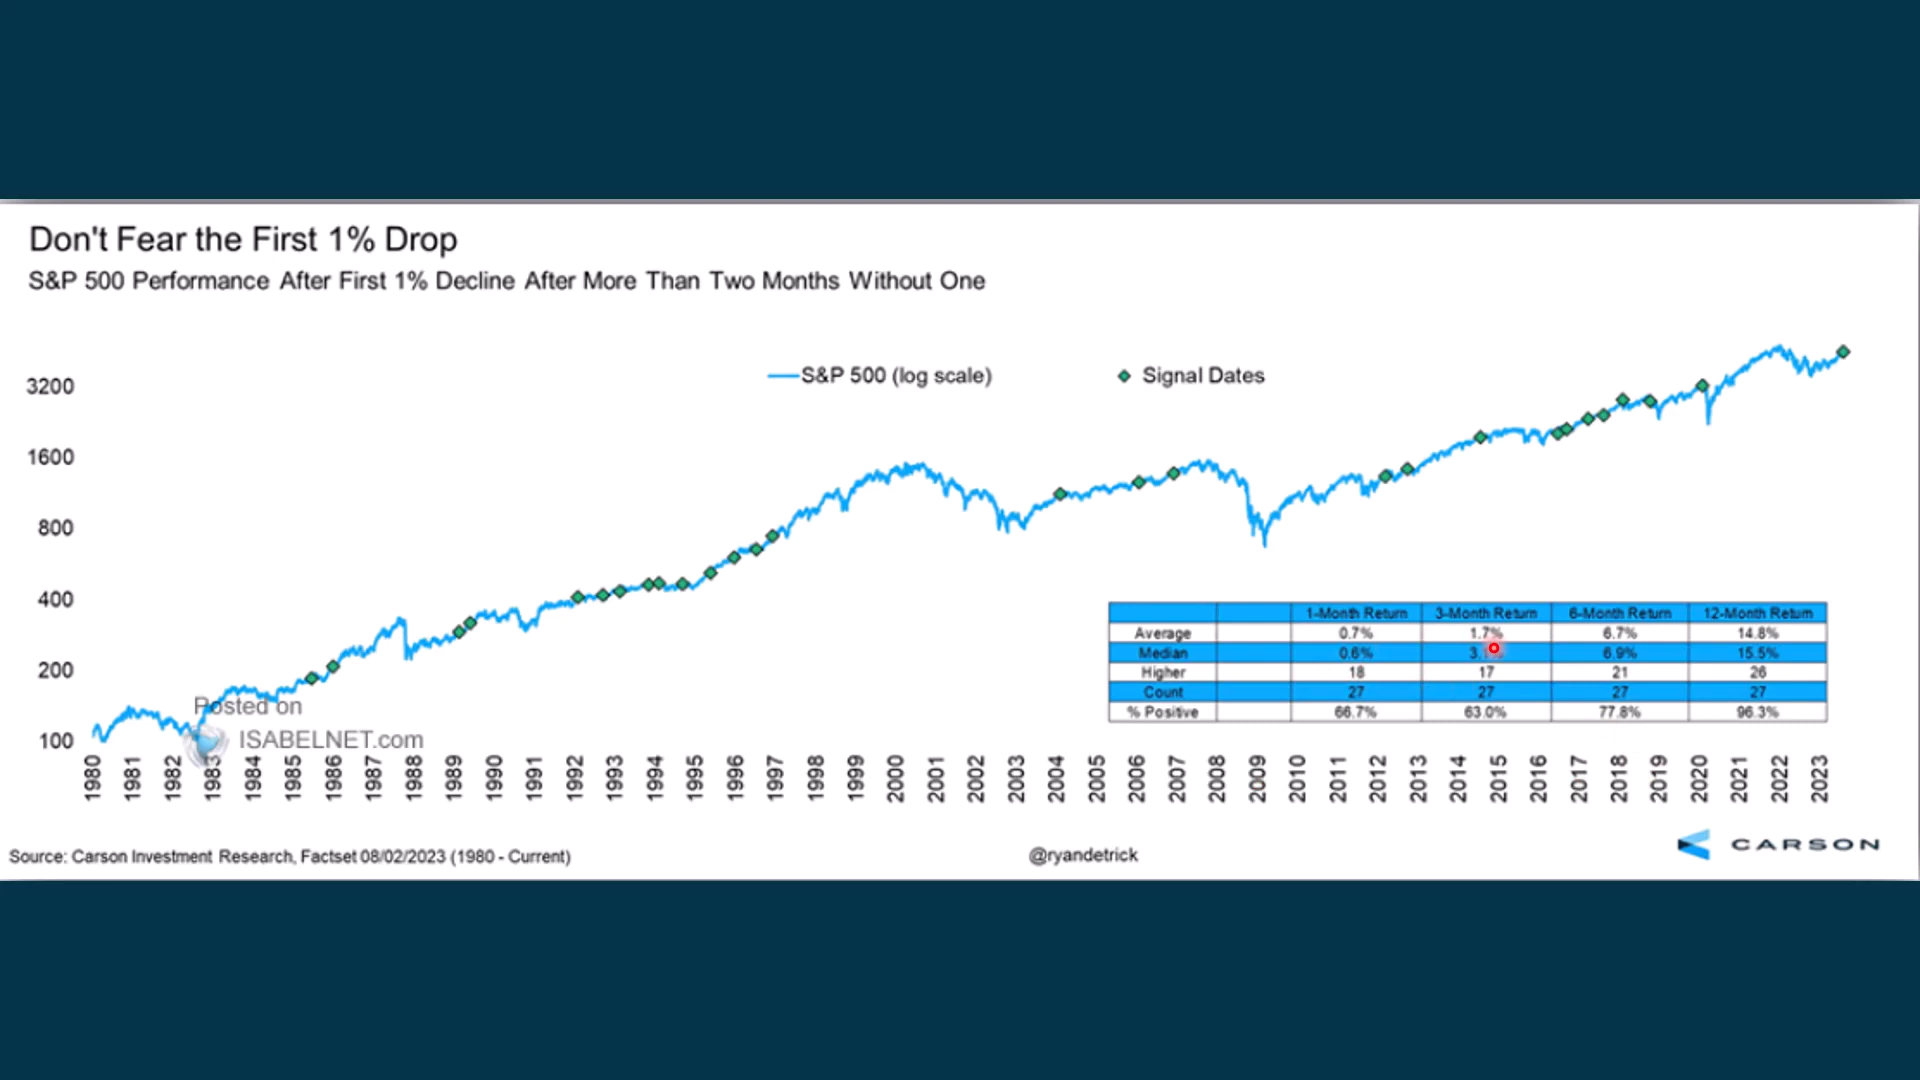 Don't Fear the First 1% Drop
S&P 500 Performance After First 1% Decline After More Than Two Months Without One
S&P 500 (log scale) Signal Dates
3200
1600
800
400
200
100
1-Month Return 3-Month Return 6-Month Return 12-Month Return
Average 0.7% 1.7% 6.7% 14.8%
Median 0.6% 6.9% 15.5%
Higher 18 17 21 26
Count 27 27 27 27
% Positive 66.7% 63.0% 77.8% 96.3%
Posted on
ISABELNET.com
1980 1981 1982 1983 1984 1985 1986 1987 1988 1989 1990 1991 1992 1993 1994 1995 1996 1997 1998 1999 2000 2001 2002 2003 2004 2005 2006 2007 2008 2009 2010 2011 2012 2013 2014 2015 2016 2017 2018 2019 2020 2021 2022 2023
CARSON
Source: Carson Investment Research, Factset 08/02/2023 (1980 - Current)
@ryandetrick